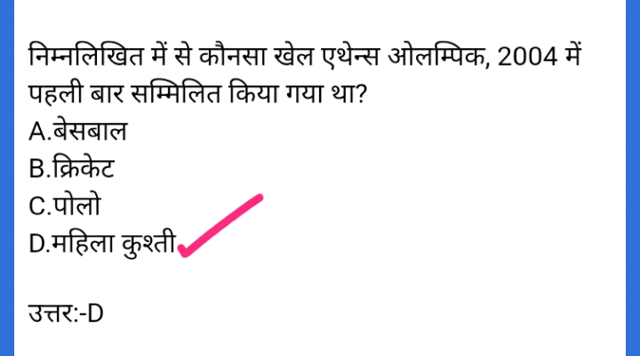 निम्नलिखित में से कौनसा खेल एथेन्स ओलम्पिक, 2004 में
पहली बार सम्मिलित किया गया था?
A.बेसबाल
B.क्रिकेट
C.पोलो
D.महिला कुश्ती
उत्तर:-D